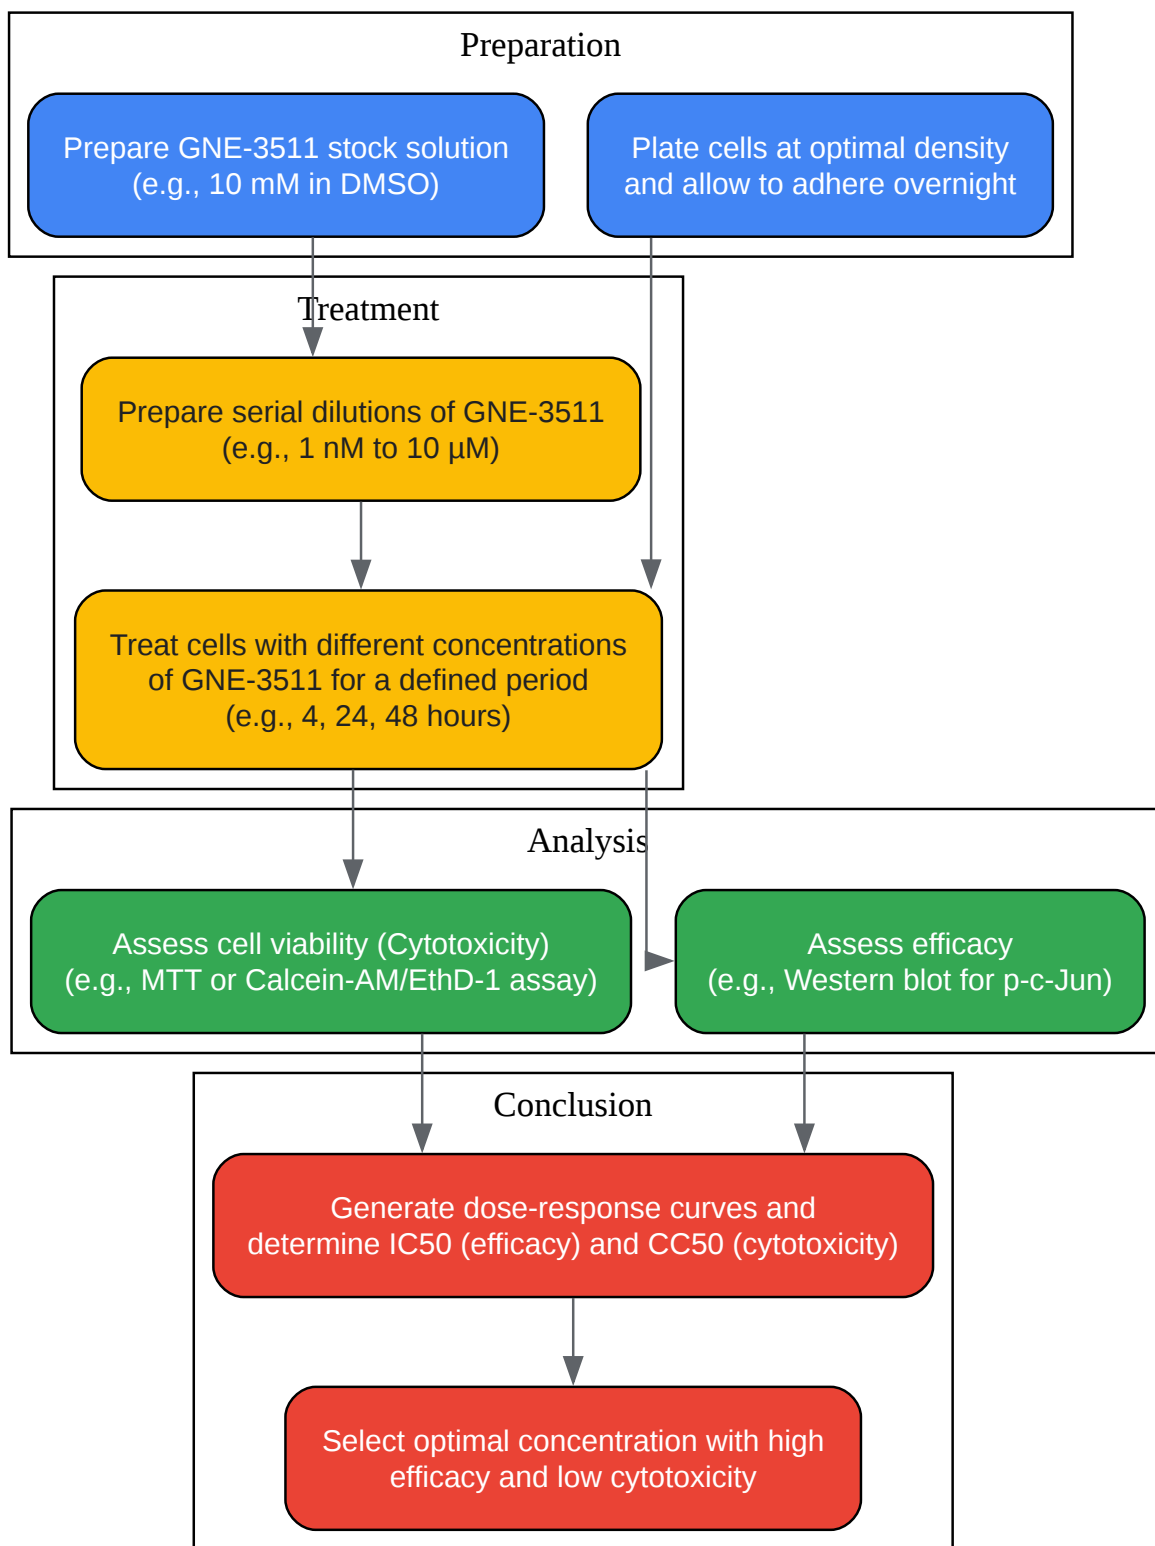 Preparation
Prepare GNE-3511 stock solution
(e.g., 10 mM in DMSO)
Plate cells at optimal density
and allow to adhere overnight
Treatment
Prepare serial dilutions of GNE-3511
(e.g., 1 nM to 10 µM)
Treat cells with different concentrations
of GNE-3511 for a defined period
(e.g., 4, 24, 48 hours)
Analysis
Assess cell viability (Cytotoxicity)
(e.g., MTT or Calcein-AM/EthD-1 assay)
Assess efficacy
(e.g., Western blot for p-c-Jun)
Conclusion
Generate dose-response curves and
determine IC50 (efficacy) and CC50 (cytotoxicity)
Select optimal concentration with high
efficacy and low cytotoxicity